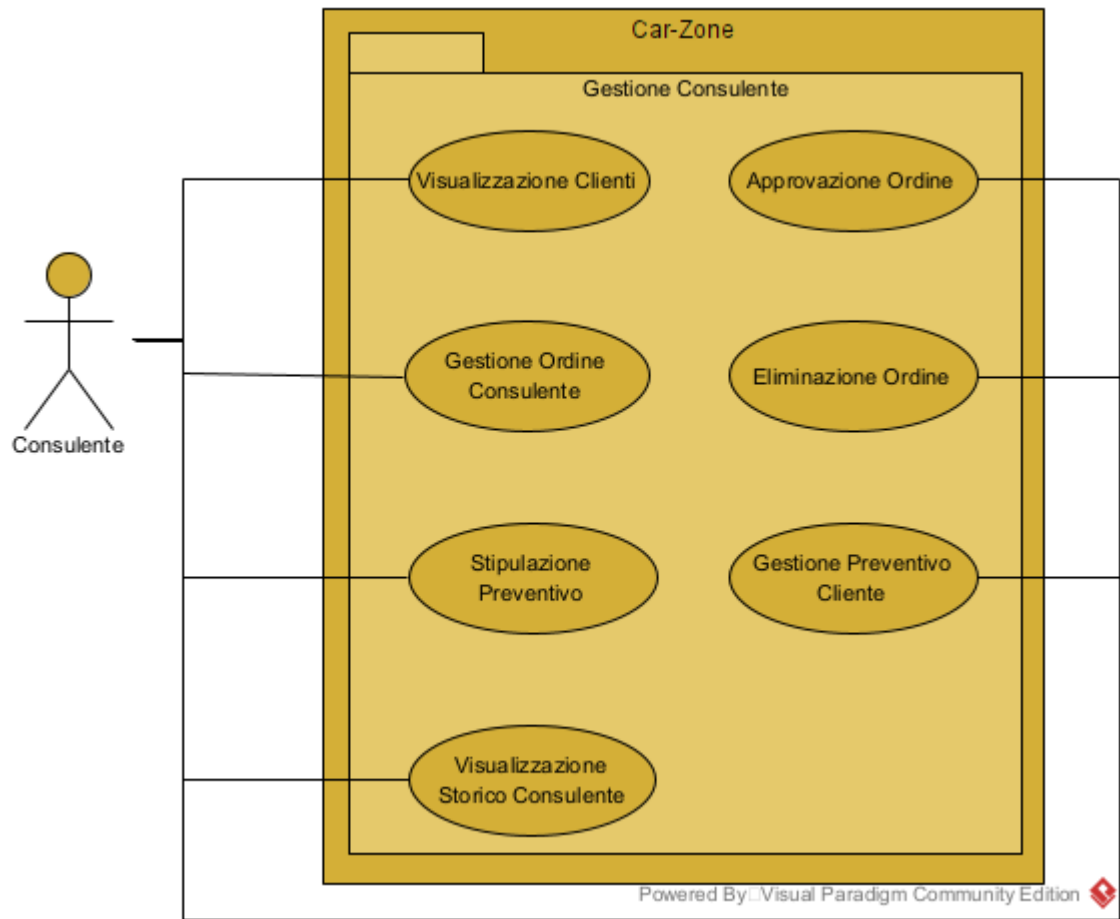 Car-Zone
Gestione Consulente
Visualizzazione Clienti
Approvazione Ordine
Consulente
Gestione Ordine
Consulente
Eliminazione Ordine
Stipulazione
Preventivo
Gestione Preventivo
Cliente
Visualizzazione
Storico Consulente
Powered By Visual Paradigm Community Edition